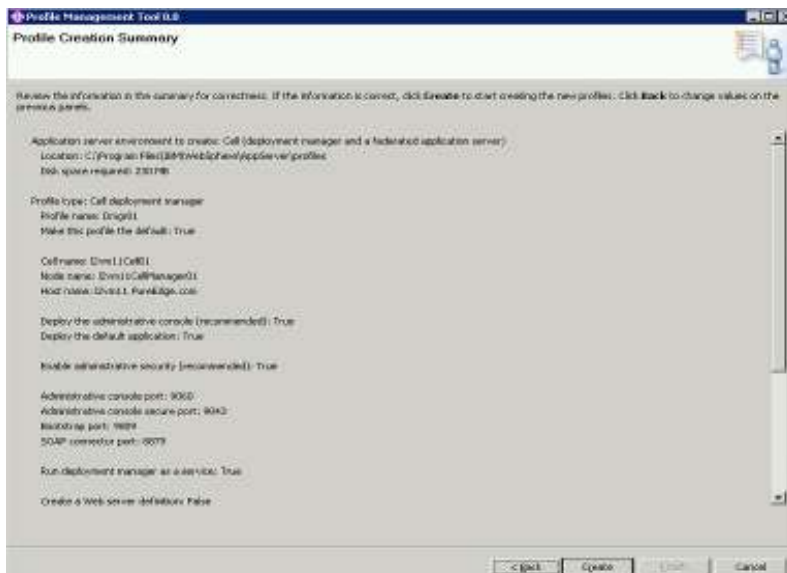 Profile Management Tool 8.0
Profile Creation Summary
Review the information in the summary for correctness. If the information is correct, click Create to start creating the new profiles. Click Back to change values on the
previous panels.
Application server environment to create: Cell (deployment manager and a federated application server)
Location: C:\Program Files\IBM\WebSphere\AppServer\profiles
Disk space required: 230 MB
Profile type: Cell deployment manager
Profile name: Dmgr01
Make this profile the default: True
Cell name:
Node name:
Host name:
Deploy the administrative console (recommended): True
Deploy the default application: True
Enable administrative security (recommended): True
Administrative console port: 9060
Administrative console secure port: 9043
Bootstrap port: 9809
SOAP connector port: 8879
Run deployment manager as a service: True
Create a Web server definition: False
< Back
Create
Cancel